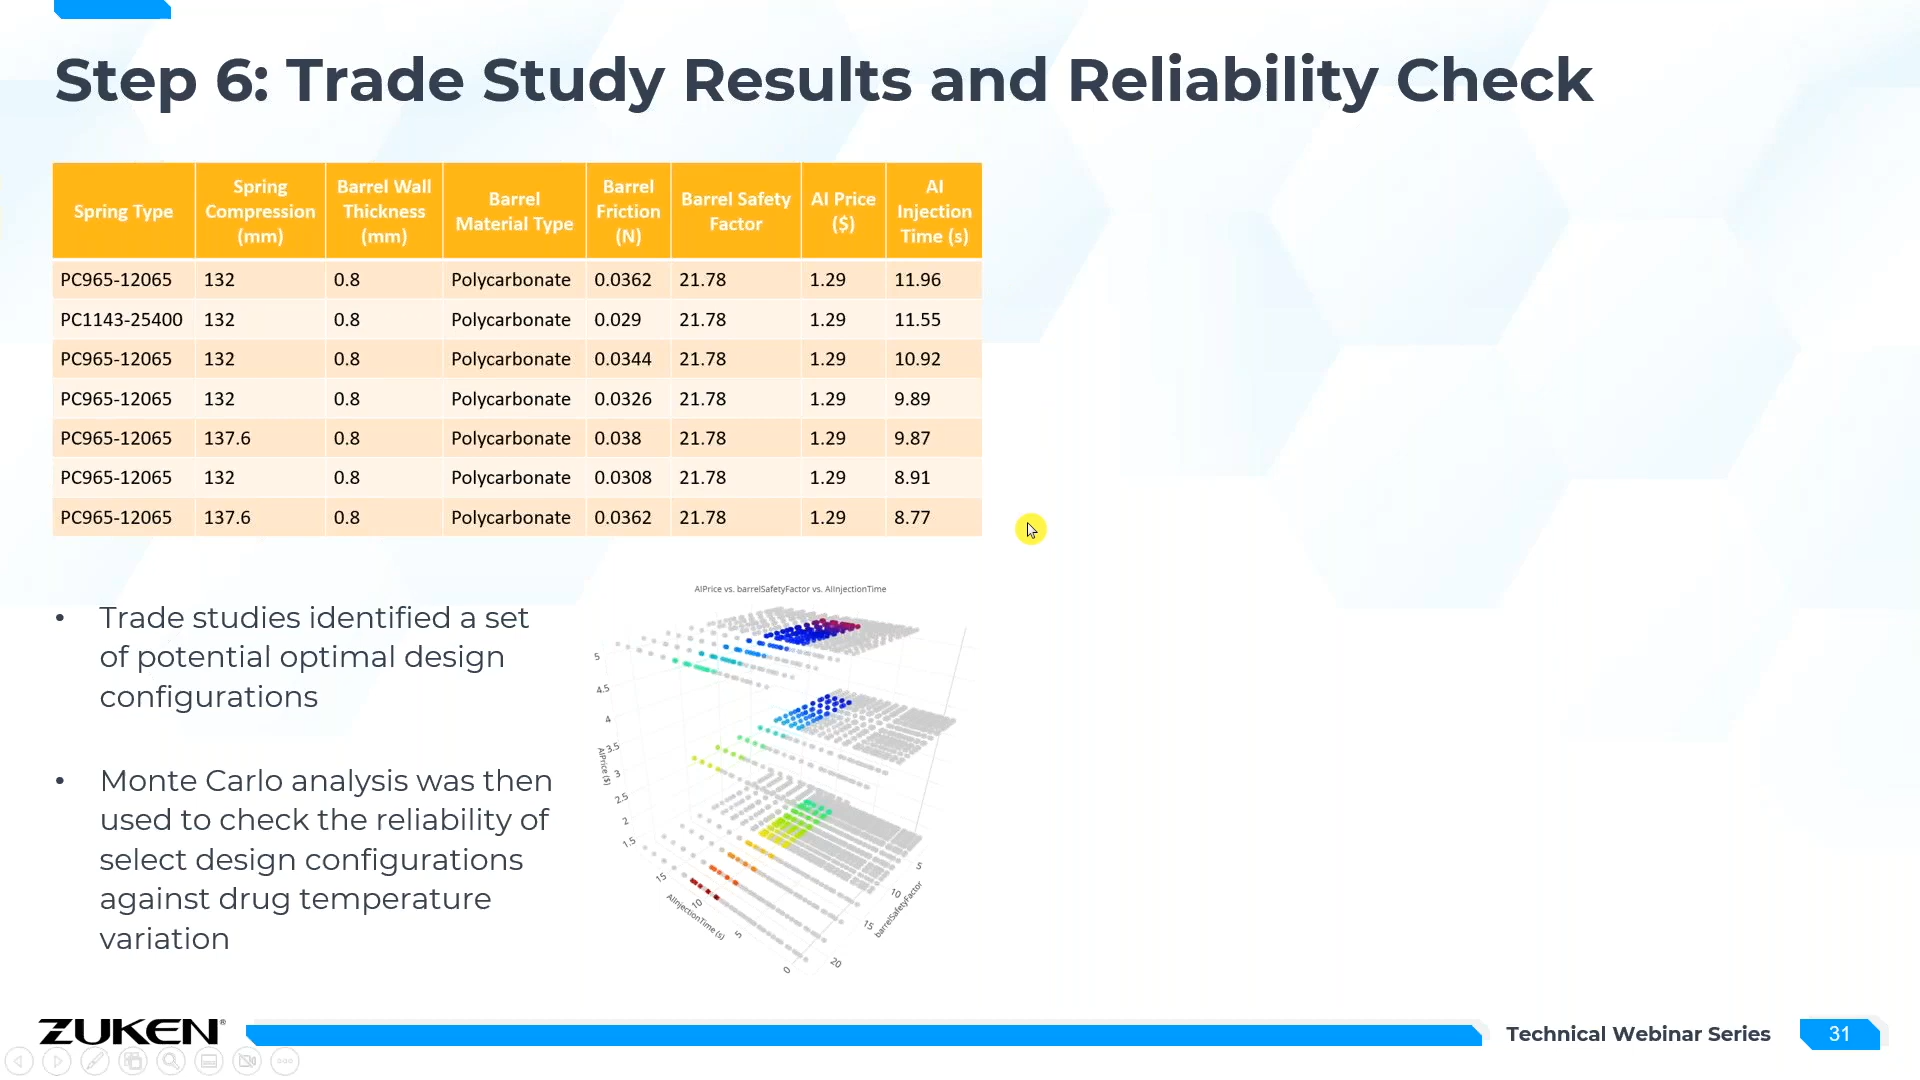 Step 6: Trade Study Results and Reliability Check
Spring Type
Spring
Compression
(mm)
Barrel Wall
Thickness
(mm)
Barrel
Material Type
Barrel
Friction
(N)
Barrel Safety
Factor
AI Price
($)
AI
Injection
Time (s)
PC965-12065 132 0.8 Polycarbonate 0.0362 21.78 1.29 11.96
PC1143-25400 132 0.8 Polycarbonate 0.029 21.78 1.29 11.55
PC965-12065 132 0.8 Polycarbonate 0.0344 21.78 1.29 10.92
PC965-12065 132 0.8 Polycarbonate 0.0326 21.78 1.29 9.89
PC965-12065 137.6 0.8 Polycarbonate 0.038 21.78 1.29 9.87
PC965-12065 132 0.8 Polycarbonate 0.0308 21.78 1.29 8.91
PC965-12065 137.6 0.8 Polycarbonate 0.0362 21.78 1.29 8.77
• Trade studies identified a set
of potential optimal design
configurations
• Monte Carlo analysis was then
used to check the reliability of
select design configurations
against drug temperature
variation
AIPrice vs. barrelSafetyFactor vs. AIInjectionTime
5
4.5
4
3.5
3
2.5
2
1.5
AIPrice ($)
15
10
5
0
AIInjectionTime (s)
5
10
15
20
barrelSafetyFactor
ZUKEN®
Technical Webinar Series
31